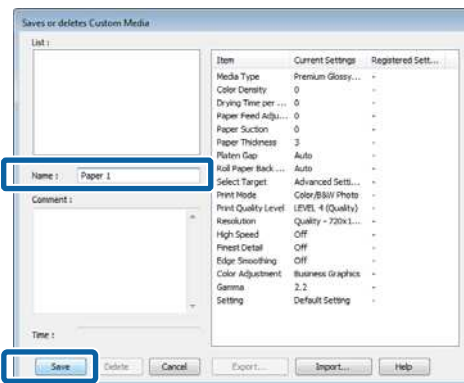 Saves or deletes Custom Media
List :
Name : Paper 1
Comment :
Time :
Item Current Settings Registered Sett...
Media Type Premium Glossy... -
Color Density 0 -
Drying Time per ... 0 -
Paper Feed Adju... 0 -
Paper Suction 0 -
Paper Thickness 3 -
Platen Gap Auto -
Roll Paper Back ... Auto -
Select Target Advanced Setti... -
Print Mode Color/B&W Photo -
Print Quality Level LEVEL 4 (Quality) -
Resolution Quality - 720x1... -
High Speed Off -
Finest Detail Off -
Edge Smoothing Off -
Color Adjustment Business Graphics -
Gamma 2.2 -
Setting Default Setting -
Save Delete Cancel Export... Import... Help